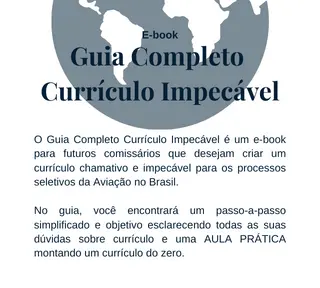 E-book
Guia Completo
Currículo Impecável
O Guia Completo Currículo Impecável é um e-book
para futuros comissários que desejam criar um
currículo chamativo e impecável para os processos
seletivos da Aviação no Brasil.
No guia, você encontrará um passo-a-passo
simplificado e objetivo esclarecendo todas as suas
dúvidas sobre currículo e uma AULA PRÁTICA
montando um currículo do zero.